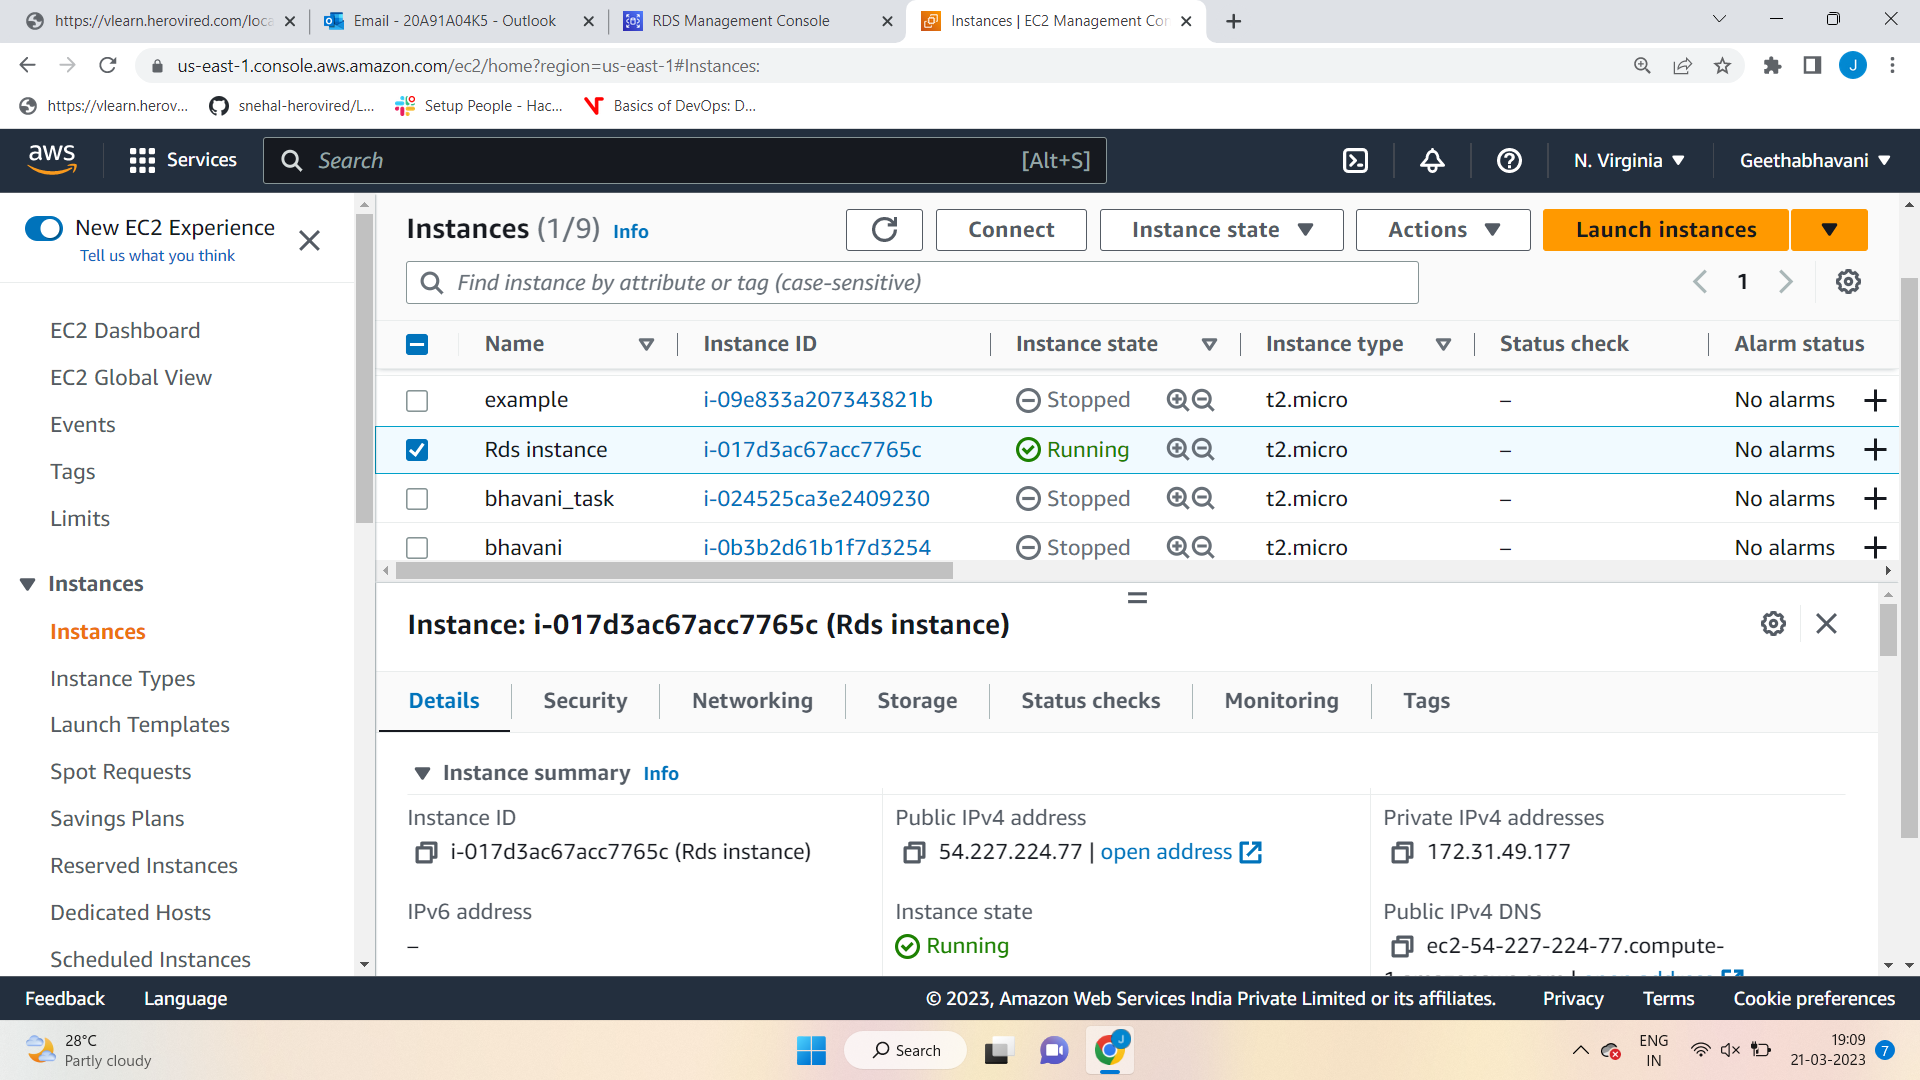 https://vlearn.herovired.com/loca
Email - 20A91A04K5 - Outlook
RDS Management Console
Instances | EC2 Management Con
us-east-1.console.aws.amazon.com/ec2/home?region=us-east-1#Instances:
J
https://vlearn.herov...
snehal-herovired/L...
Setup People - Hac...
Basics of DevOps: D...
aws
Services
Search
[Alt+S]
N. Virginia
Geethabhavani
New EC2 Experience
Tell us what you think
EC2 Dashboard
EC2 Global View
Events
Tags
Limits
Instances
Instances
Instance Types
Launch Templates
Spot Requests
Savings Plans
Reserved Instances
Dedicated Hosts
Scheduled Instances
Instances (1/9) Info
Connect
Instance state
Actions
Launch instances
Find instance by attribute or tag (case-sensitive)
1
Name Instance ID Instance state Instance type Status check Alarm status
example i-09e833a207343821b Stopped t2.micro – No alarms
Rds instance i-017d3ac67acc7765c Running t2.micro – No alarms
bhavani_task i-024525ca3e2409230 Stopped t2.micro – No alarms
bhavani i-0b3b2d61b1f7d3254 Stopped t2.micro – No alarms
Instance: i-017d3ac67acc7765c (Rds instance)
Details Security Networking Storage Status checks Monitoring Tags
Instance summary Info
Instance ID
i-017d3ac67acc7765c (Rds instance)
Public IPv4 address
54.227.224.77 | open address
Private IPv4 addresses
172.31.49.177
IPv6 address
–
Instance state
Running
Public IPv4 DNS
ec2-54-227-224-77.compute-
Feedback Language
© 2023, Amazon Web Services India Private Limited or its affiliates. Privacy Terms Cookie preferences
28°C
Partly cloudy
Search
J
ENG
IN
19:09
21-03-2023
7